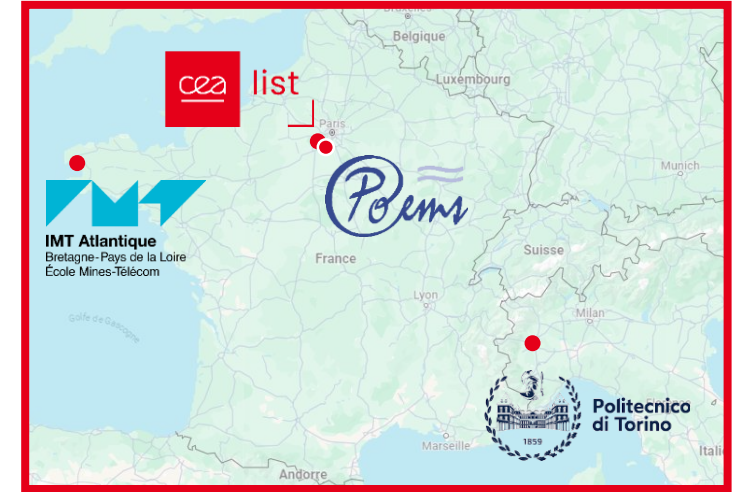 Bruxelles
Belgique
cea list
Luxembourg
Paris
Munich
Poems
IMT Atlantique
Bretagne-Pays de la Loire
École Mines-Télécom
France
Suisse
Lyon
Milan
Golfe de Gascogne
Politecnico
di Torino
1859
Marseille
Itali
Andorre